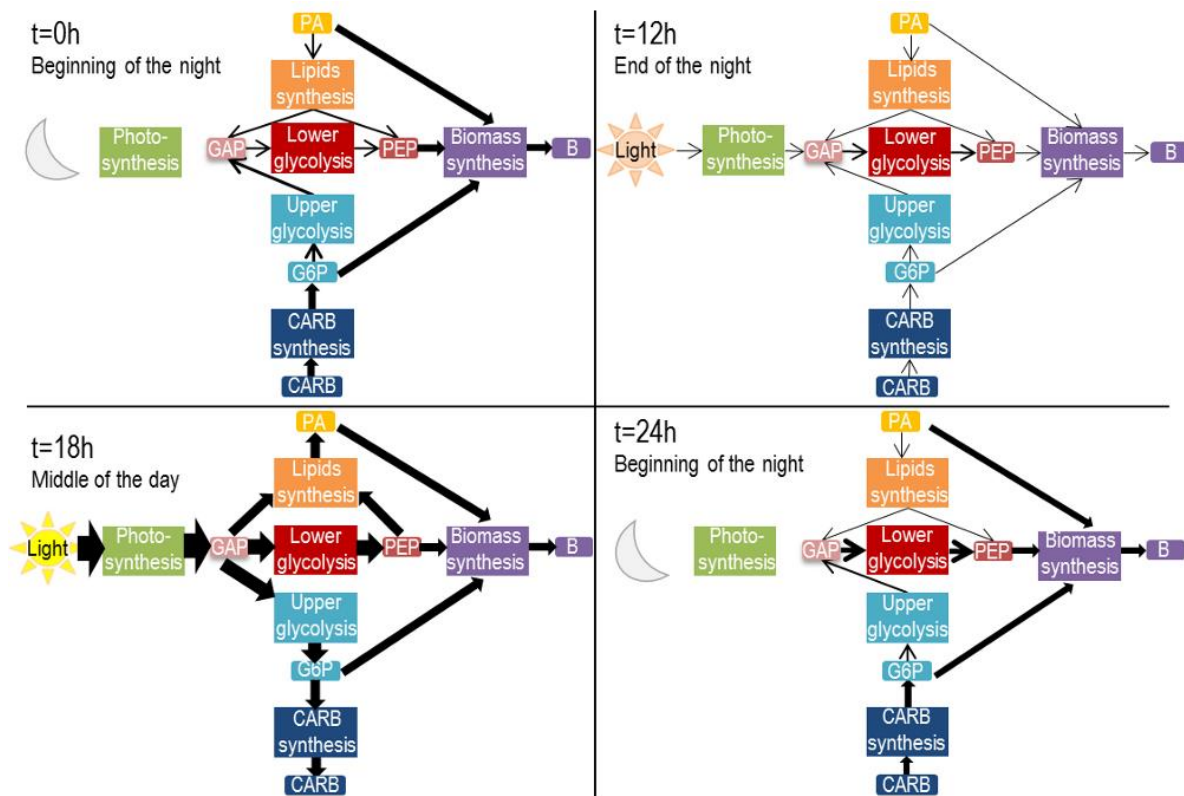 t=0h
Beginning of the night
PA
Lipids
synthesis
Photo-
synthesis
GAP
Lower
glycolysis
PEP
Biomass
synthesis
B
Upper
glycolysis
G6P
CARB
synthesis
CARB
t=12h
End of the night
PA
Lipids
synthesis
Light
Photo-
synthesis
GAP
Lower
glycolysis
PEP
Biomass
synthesis
B
Upper
glycolysis
G6P
CARB
synthesis
CARB
t=18h
Middle of the day
PA
Lipids
synthesis
Light
Photo-
synthesis
GAP
Lower
glycolysis
PEP
Biomass
synthesis
B
Upper
glycolysis
G6P
CARB
synthesis
CARB
t=24h
Beginning of the night
PA
Lipids
synthesis
Photo-
synthesis
GAP
Lower
glycolysis
PEP
Biomass
synthesis
B
Upper
glycolysis
G6P
CARB
synthesis
CARB